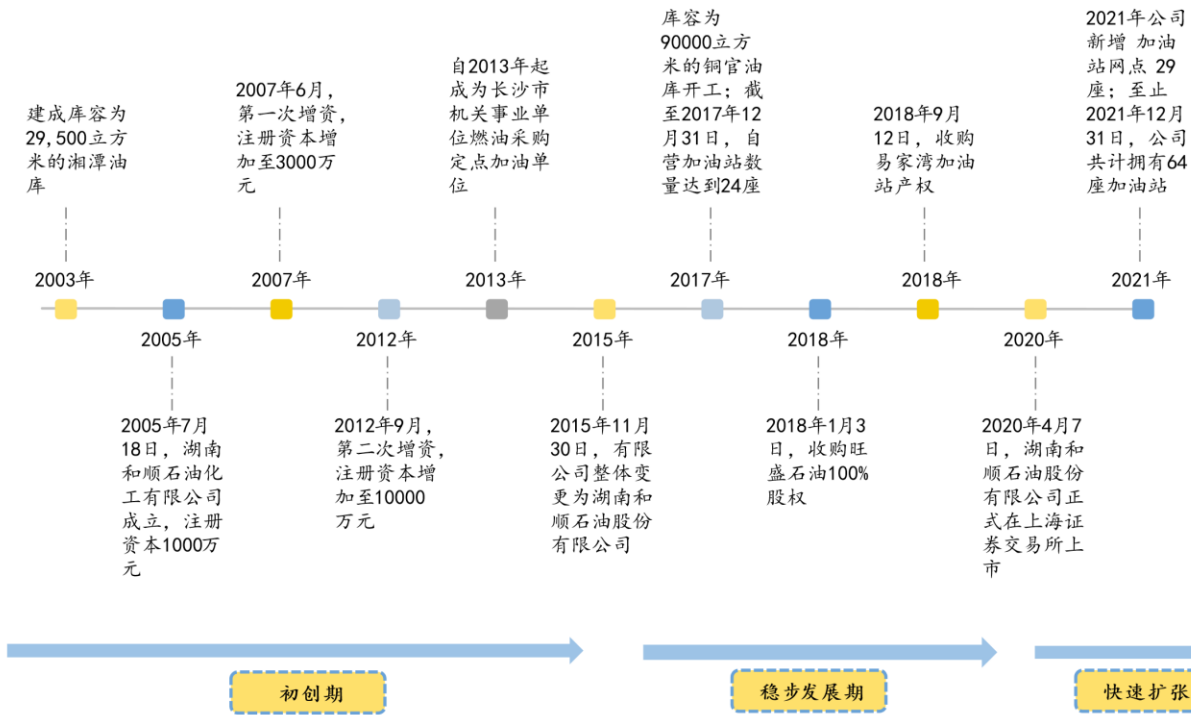 建成库容为
29,500立方
米的湘潭油
库
2007年6月，
第一次增资，
注册资本增
加至3000万
元
自2013年起
成为长沙市
机关事业单
位燃油采购
定点加油单
位
库容为
90000立方
米的铜官油
库开工；截
至2017年12
月31日，自
营加油站数
量达到24座
2018年9月
12日，收购
易家湾加油
站产权
2021年公司
新增 加油
站网点 29
座；至止
2021年12月
31日，公司
共计拥有64
座加油站
2003年
2007年
2013年
2017年
2018年
2021年
2005年
2012年
2015年
2018年
2020年
2005年7月
18日，湖南
和顺石油化
工有限公司
成立，注册
资本1000万
元
2012年9月，
第二次增资，
注册资本增
加至10000
万元
2015年11月
30日，有限
公司整体变
更为湖南和
顺石油股份
有限公司
2018年1月3
日，收购旺
盛石油100%
股权
2020年4月7
日，湖南和
顺石油股份
有限公司正
式在上海证
券交易所上
市
初创期
稳步发展期
快速扩张